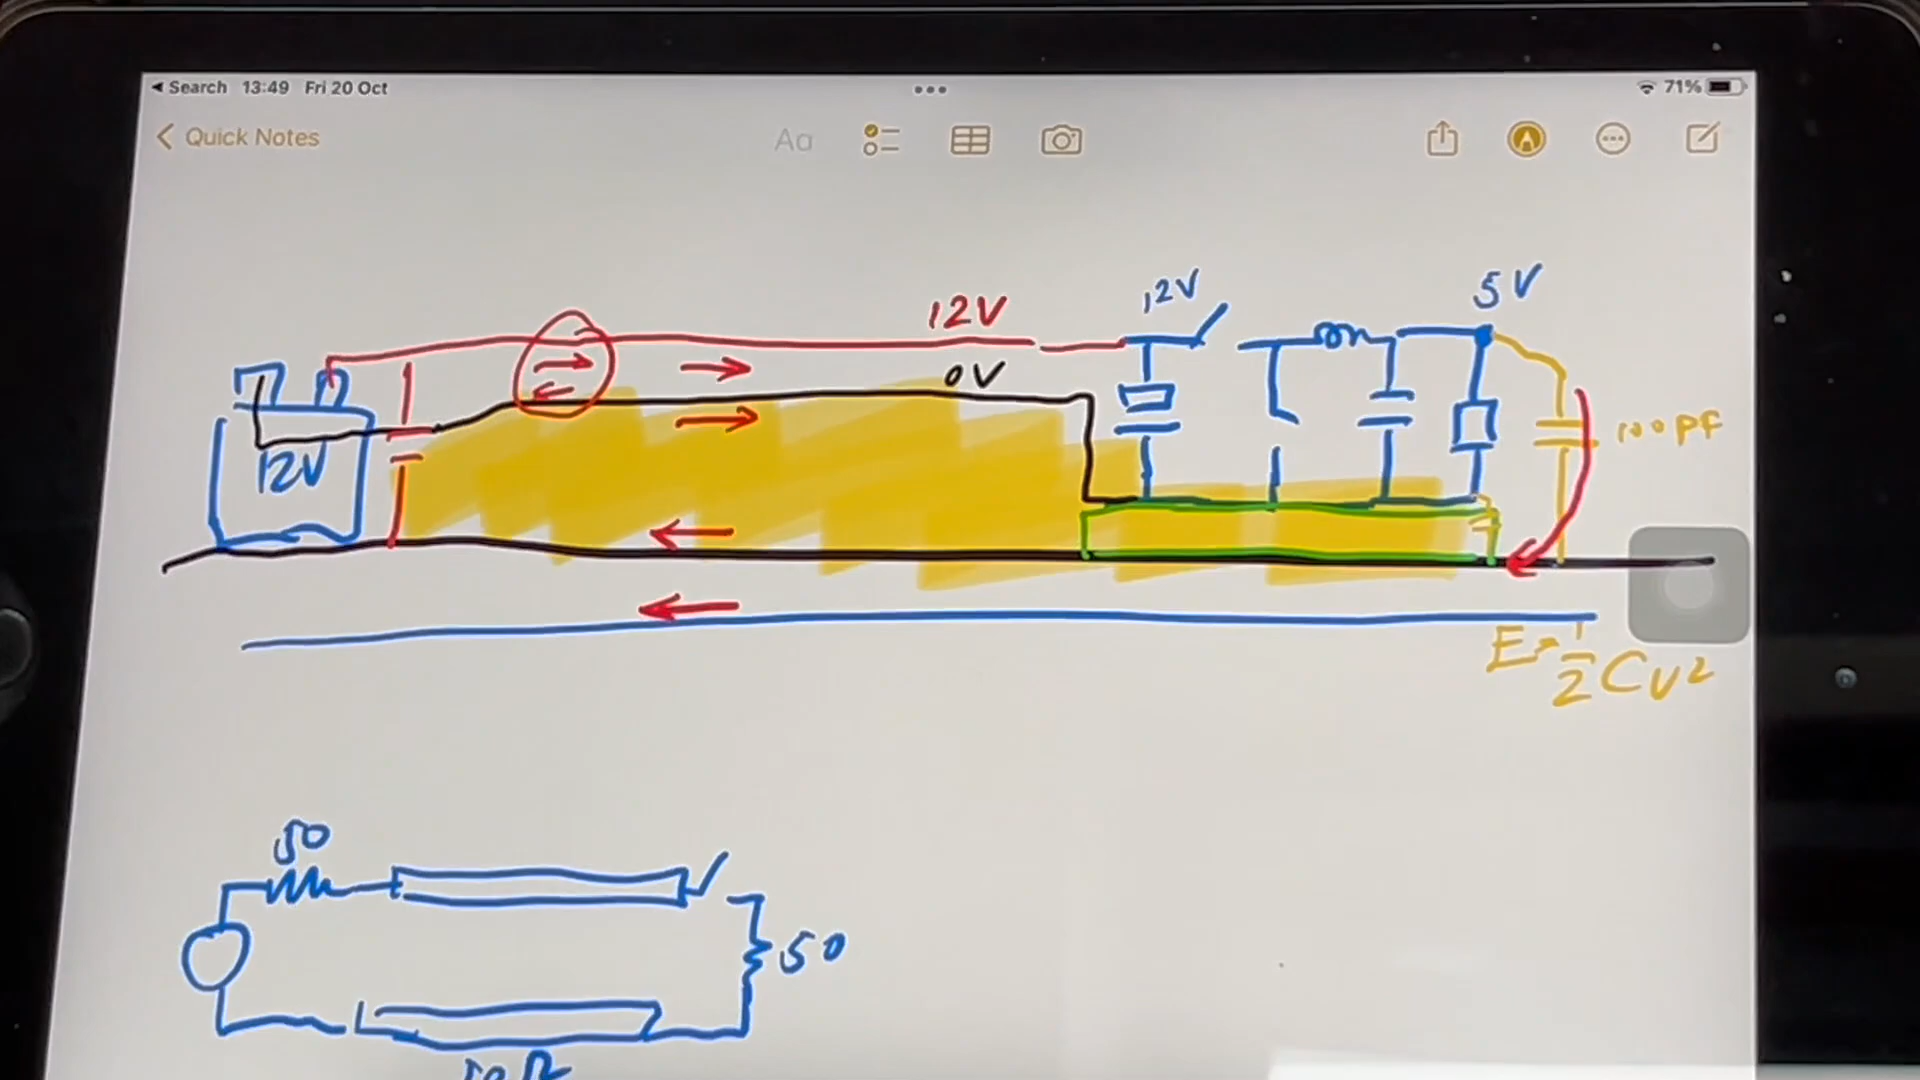 Search 13:49 Fri 20 Oct
71%
Quick Notes
Aa
12V
12V
5V
0V
12V
100pF
E=½CV²
50
50
50Ω